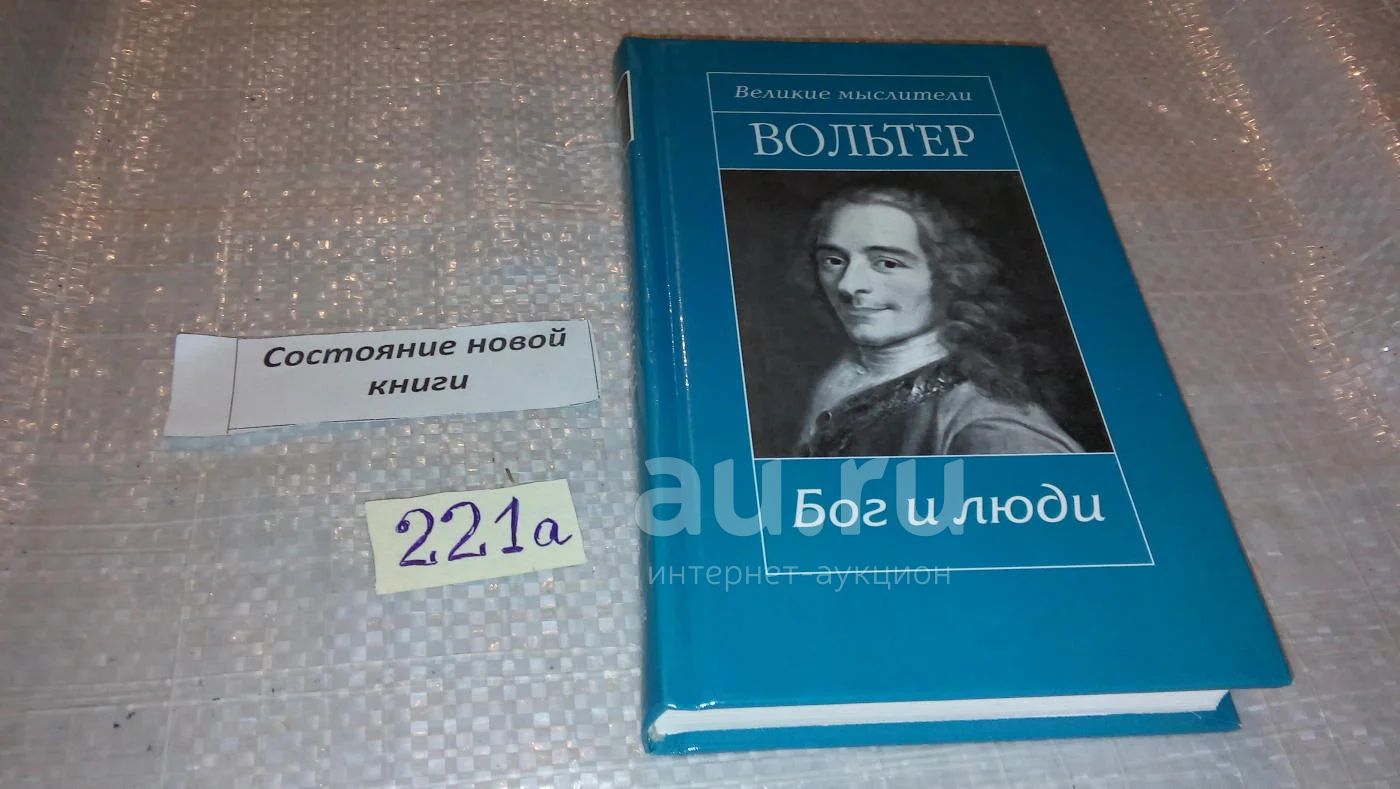 Великие мыслители
ВОЛЬТЕР
Бог и люди
Состояние новой
книги
221а
au.ru
интернет-аукцион